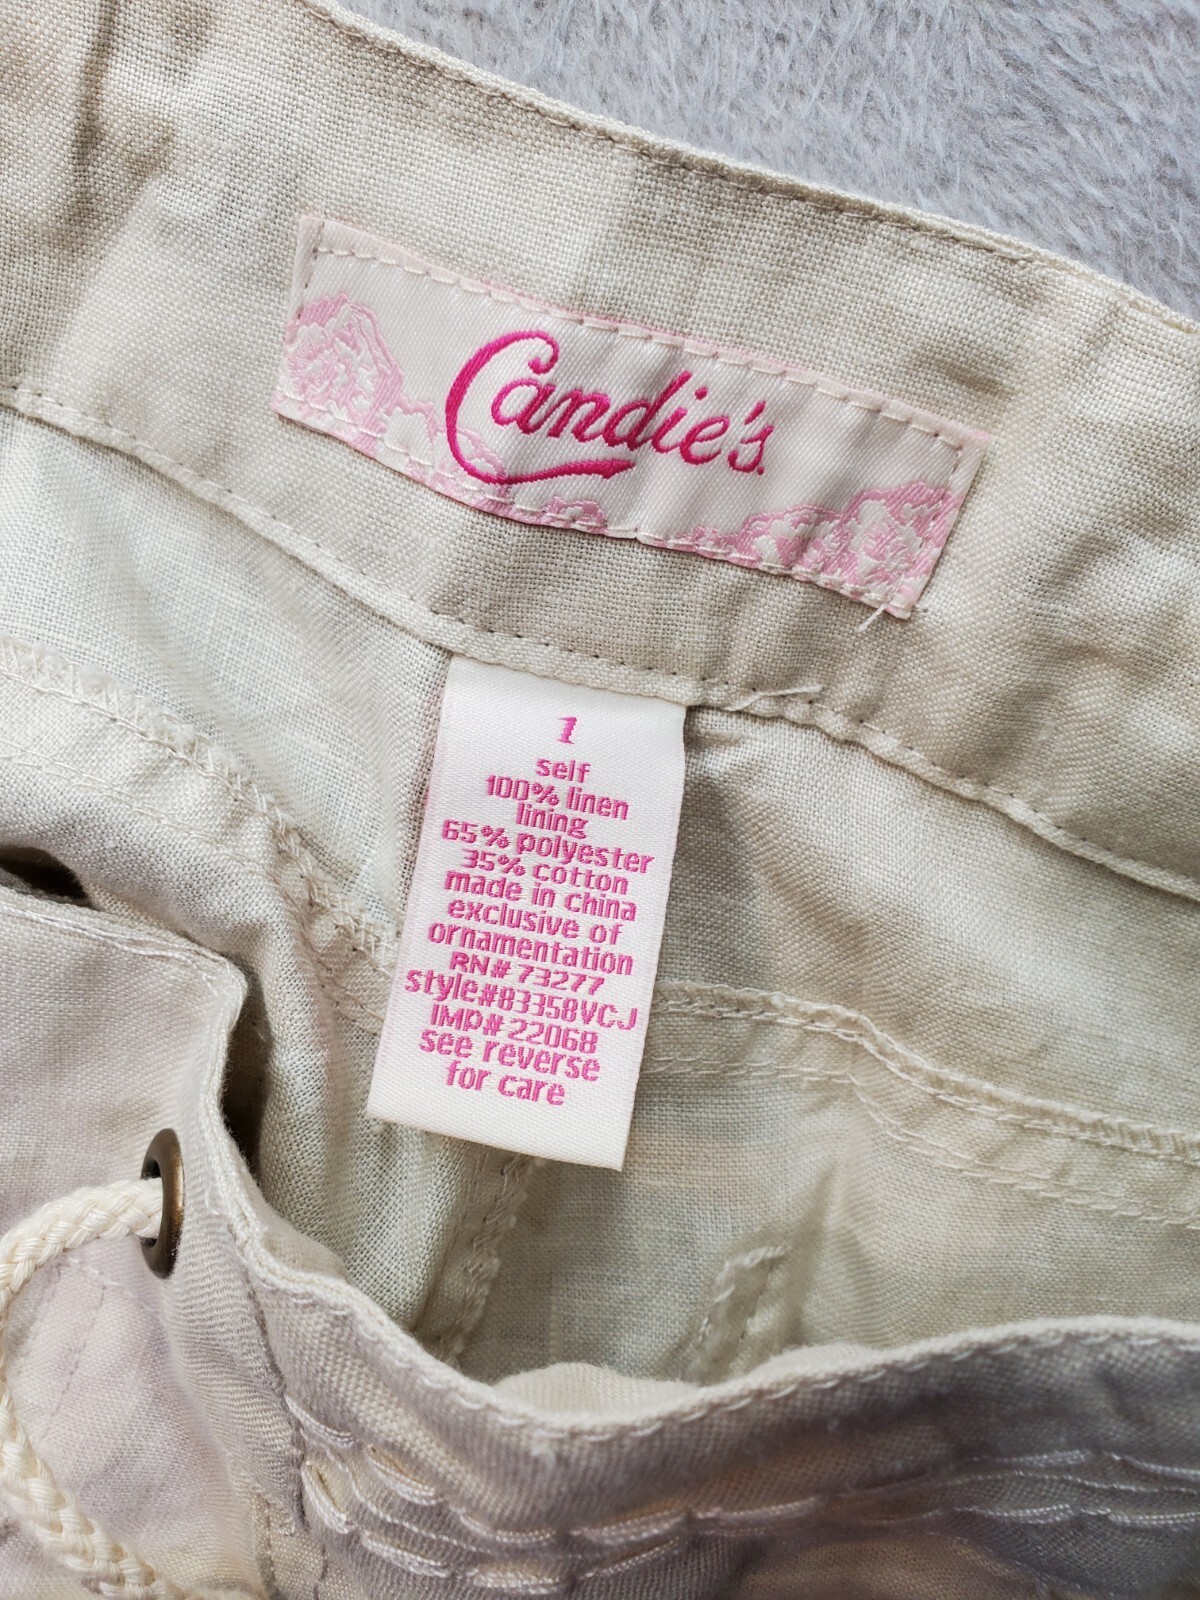 Candie's
1
self
100% linen
lining
65% polyester
35% cotton
made in china
exclusive of
ornamentation
RN# 73277
style#83358VCJ
IMP# 22068
see reverse
for care